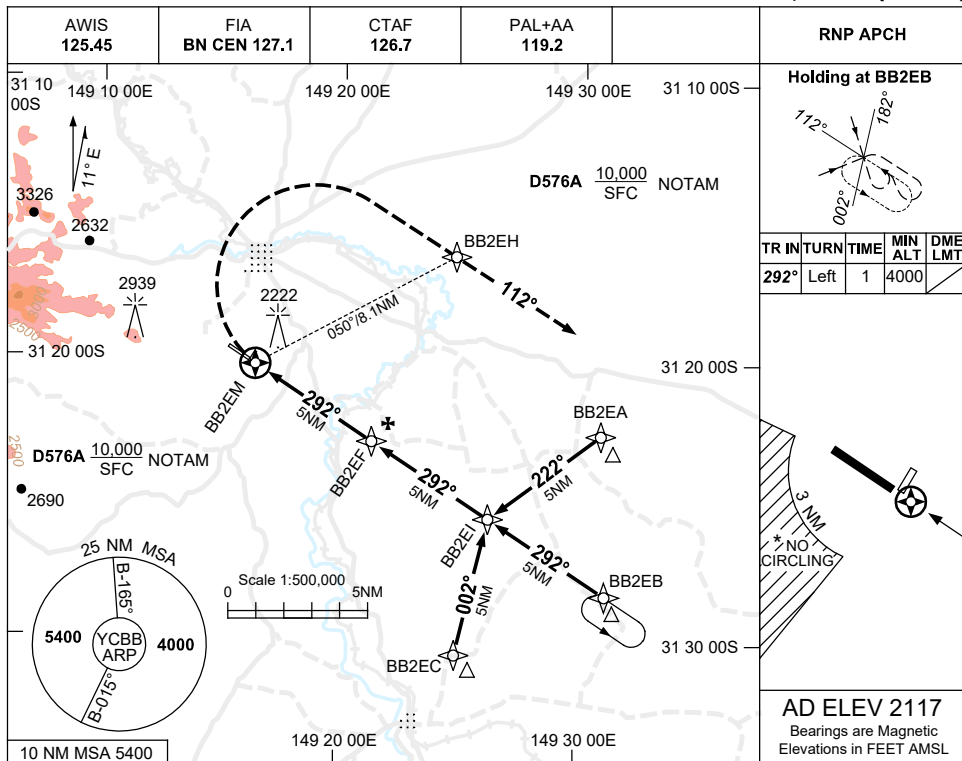 AWIS
125.45
FIA
BN CEN 127.1
CTAF
126.7
PAL+AA
119.2
RNP APCH
31 10
00S
149 10 00E
149 20 00E
149 30 00E
31 10 00S
11° E
3326
2632
2939
2222
D576A 10,000
SFC
NOTAM
BB2EH
112°
050°/8.1NM
3000
2500
31 20 00S
31 20 00S
BB2EM
292°
5NM
BB2EF
BB2EA
222°
5NM
292°
5NM
BB2EI
2500
D576A 10,000
SFC
NOTAM
2690
292°
5NM
BB2EB
002°
5NM
BB2EC
25 NM MSA
B-165°
5400
YCBB
ARP
4000
B-015°
Scale 1:500,000
0
5NM
31 30 00S
149 20 00E
149 30 00E
10 NM MSA 5400
Holding at BB2EB
112°
182°
002°
TR IN
TURN
TIME
MIN
ALT
DME
LMT
292°
Left
1
4000
3 NM
* NO
CIRCLING
AD ELEV 2117
Bearings are Magnetic
Elevations in FEET AMSL